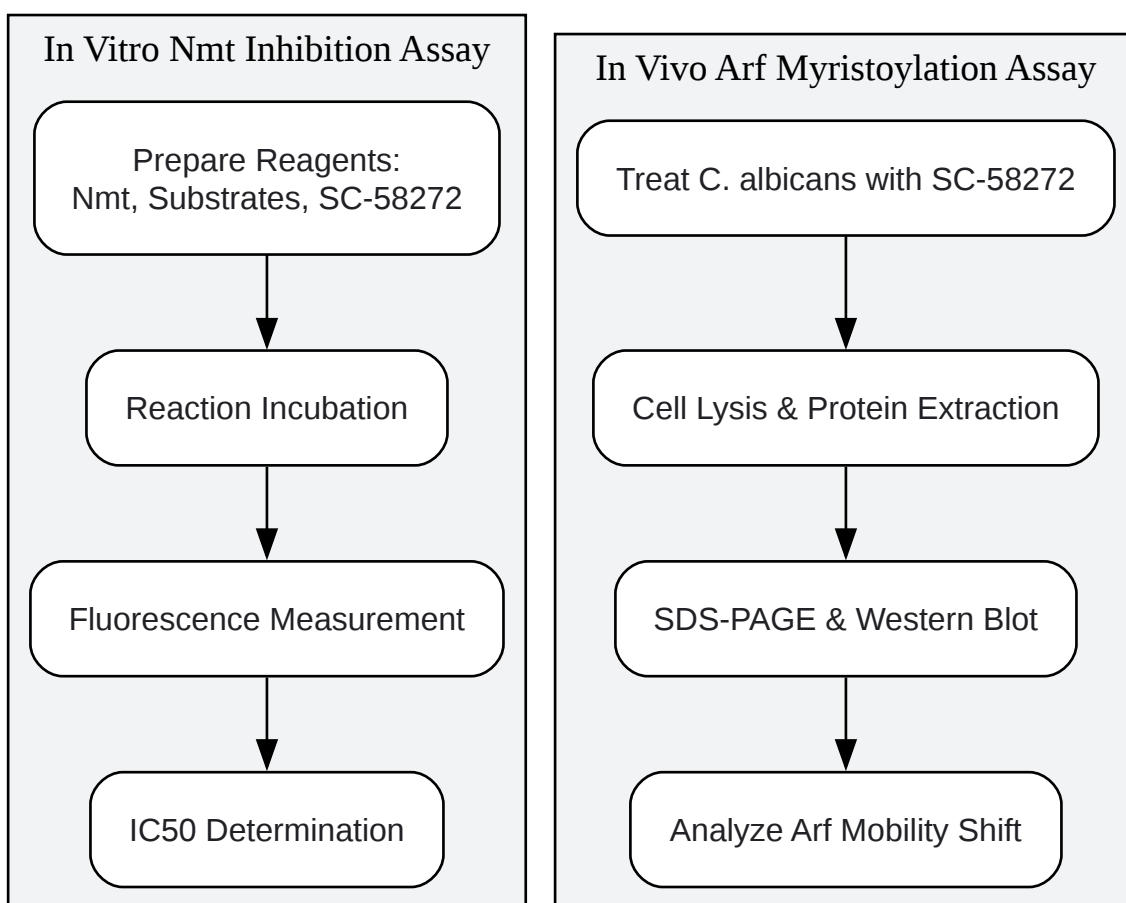 In Vitro Nmt Inhibition Assay
Prepare Reagents:
Nmt, Substrates, SC-58272
Reaction Incubation
Fluorescence Measurement
IC50 Determination
In Vivo Arf Myristoylation Assay
Treat C. albicans with SC-58272
Cell Lysis & Protein Extraction
SDS-PAGE & Western Blot
Analyze Arf Mobility Shift